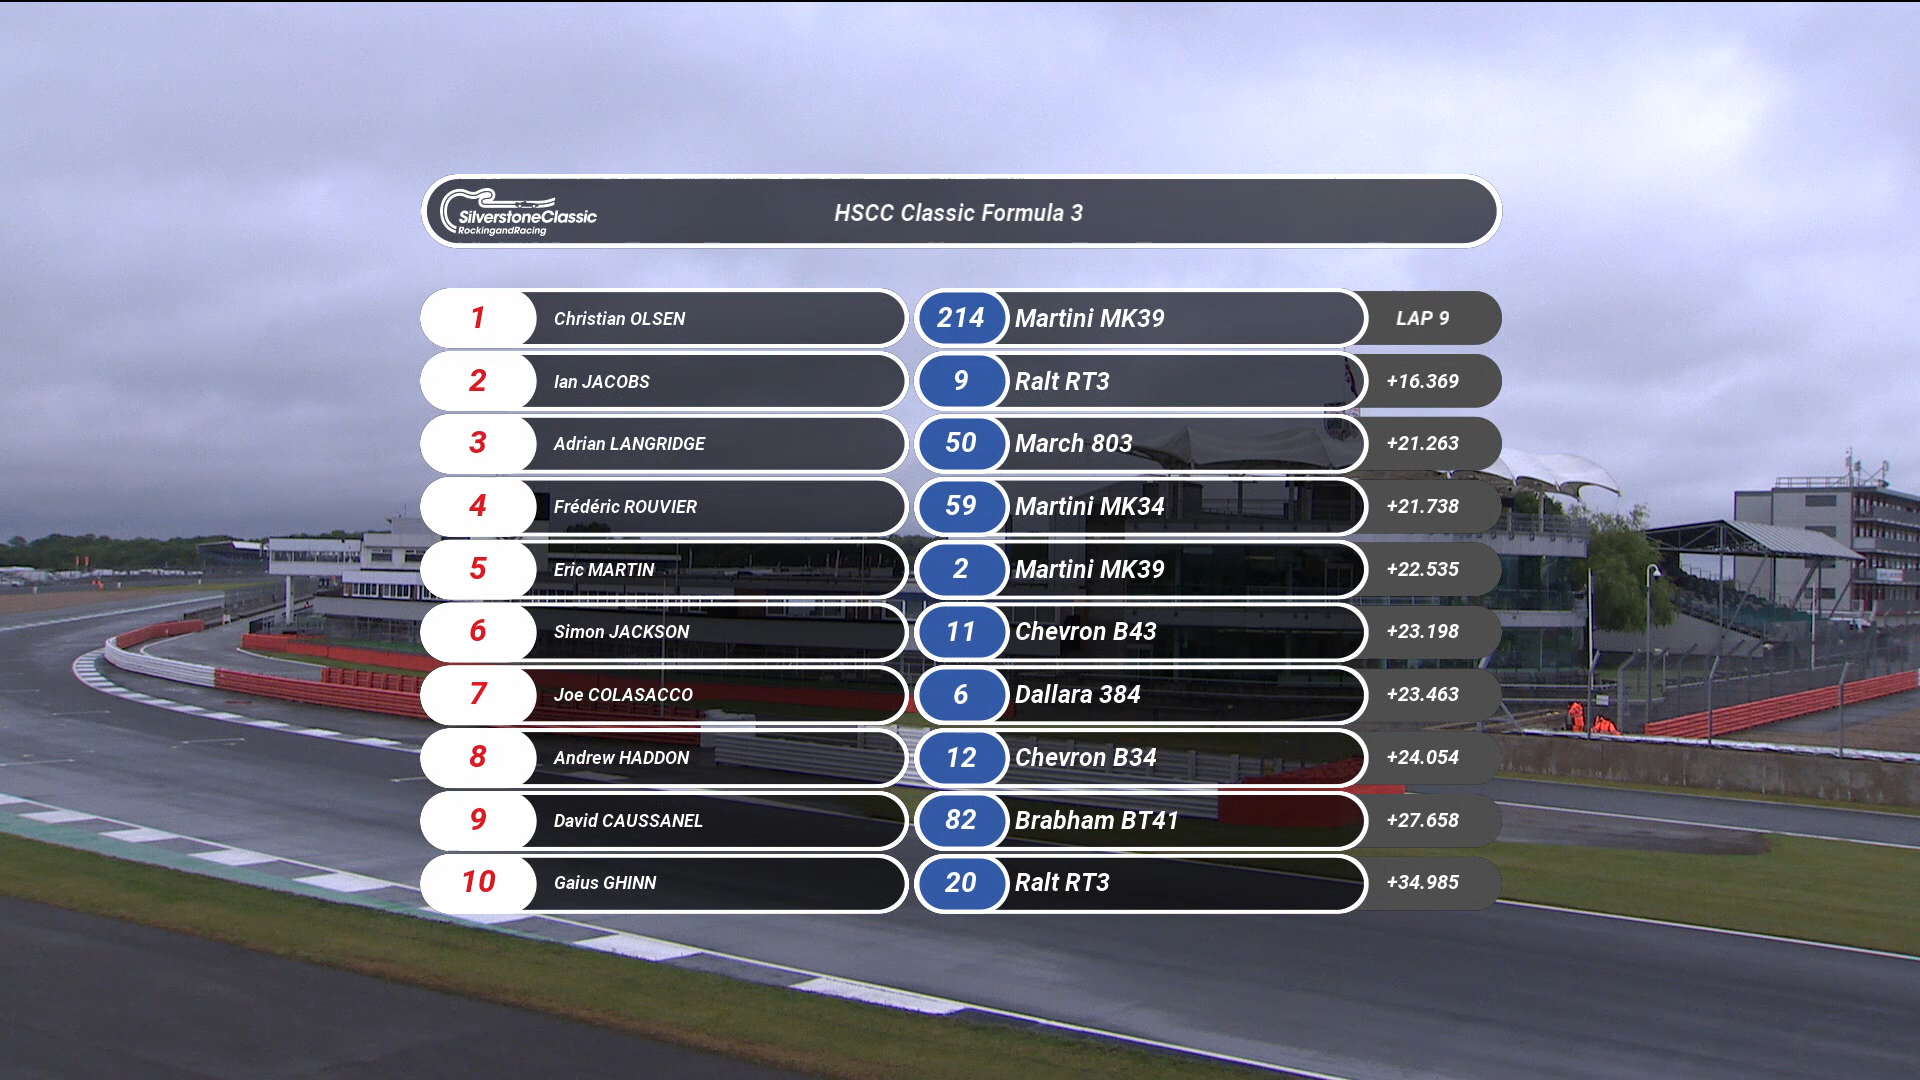 SilverstoneClassic
RockingandRacing
HSCC Classic Formula 3
1 Christian OLSEN 214 Martini MK39 LAP 9
2 Ian JACOBS 9 Ralt RT3 +16.369
3 Adrian LANGRIDGE 50 March 803 +21.263
4 Frédéric ROUVIER 59 Martini MK34 +21.738
5 Eric MARTIN 2 Martini MK39 +22.535
6 Simon JACKSON 11 Chevron B43 +23.198
7 Joe COLASACCO 6 Dallara 384 +23.463
8 Andrew HADDON 12 Chevron B34 +24.054
9 David CAUSSANEL 82 Brabham BT41 +27.658
10 Gaius GHINN 20 Ralt RT3 +34.985